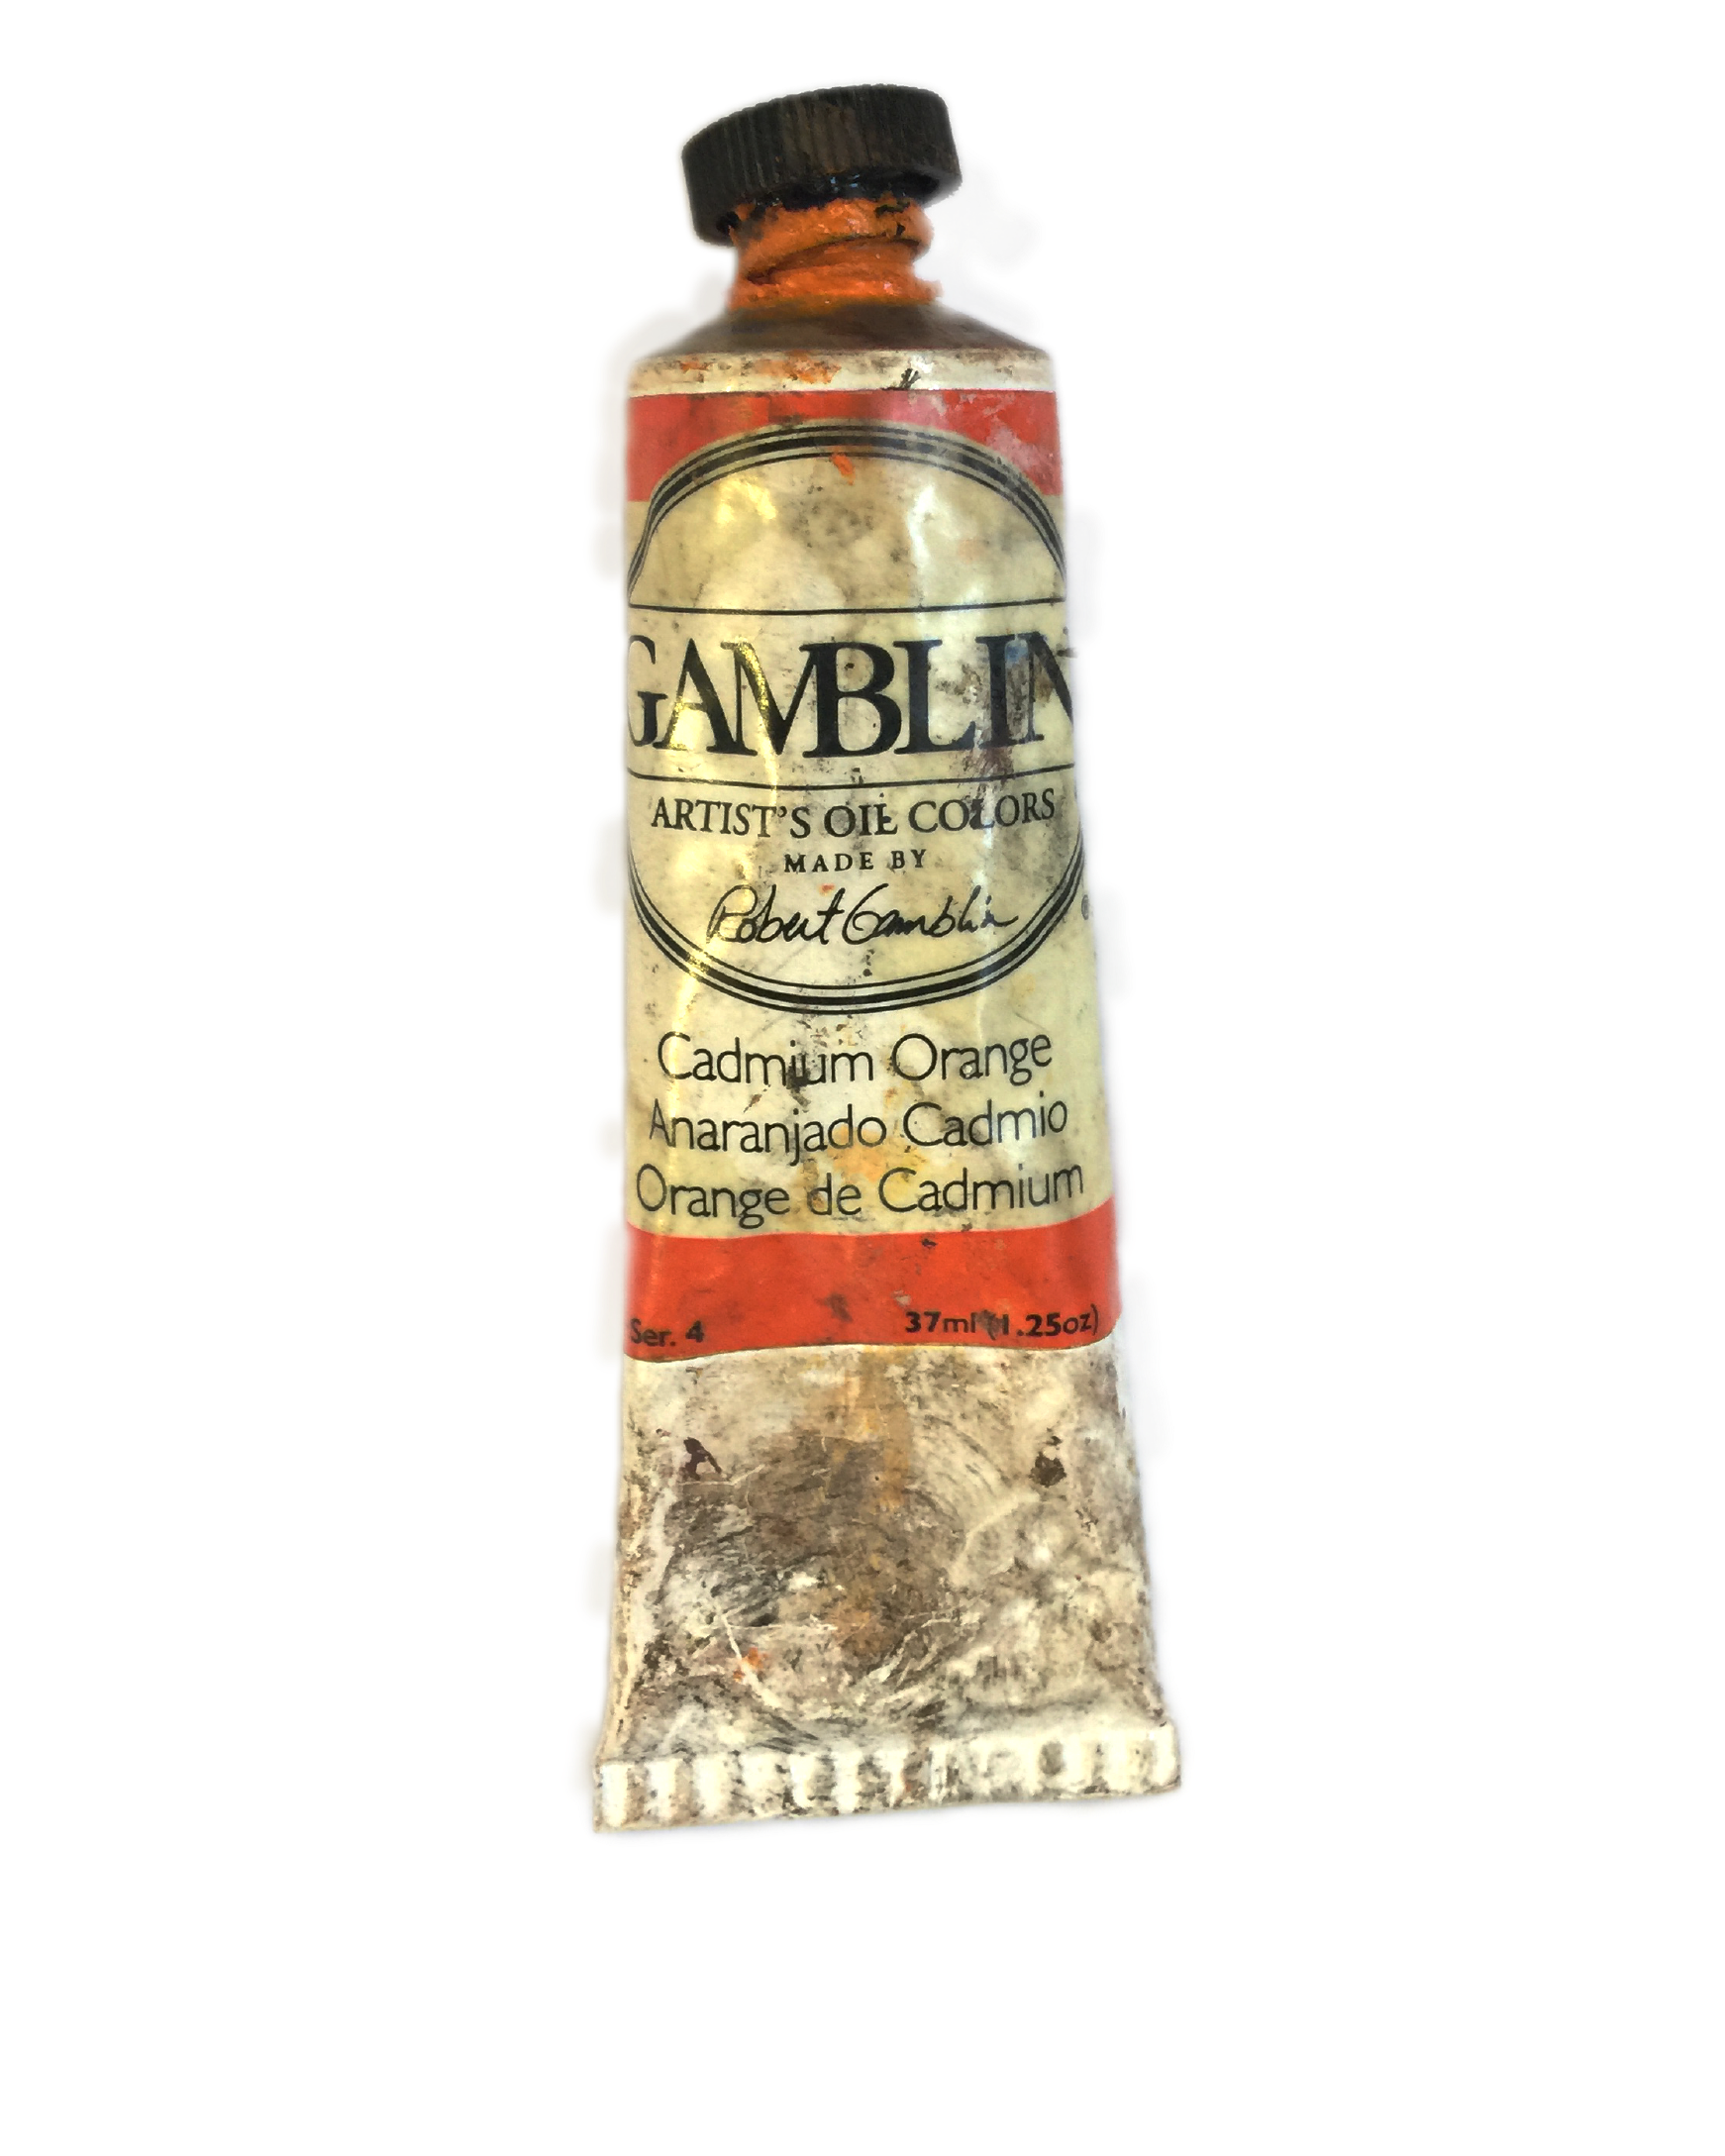 GAMBLIN
ARTIST'S OIL COLORS
MADE BY
Robert Gamblin
Cadmium Orange
Anaranjado Cadmio
Orange de Cadmium
Ser. 4 37ml (1.25oz)